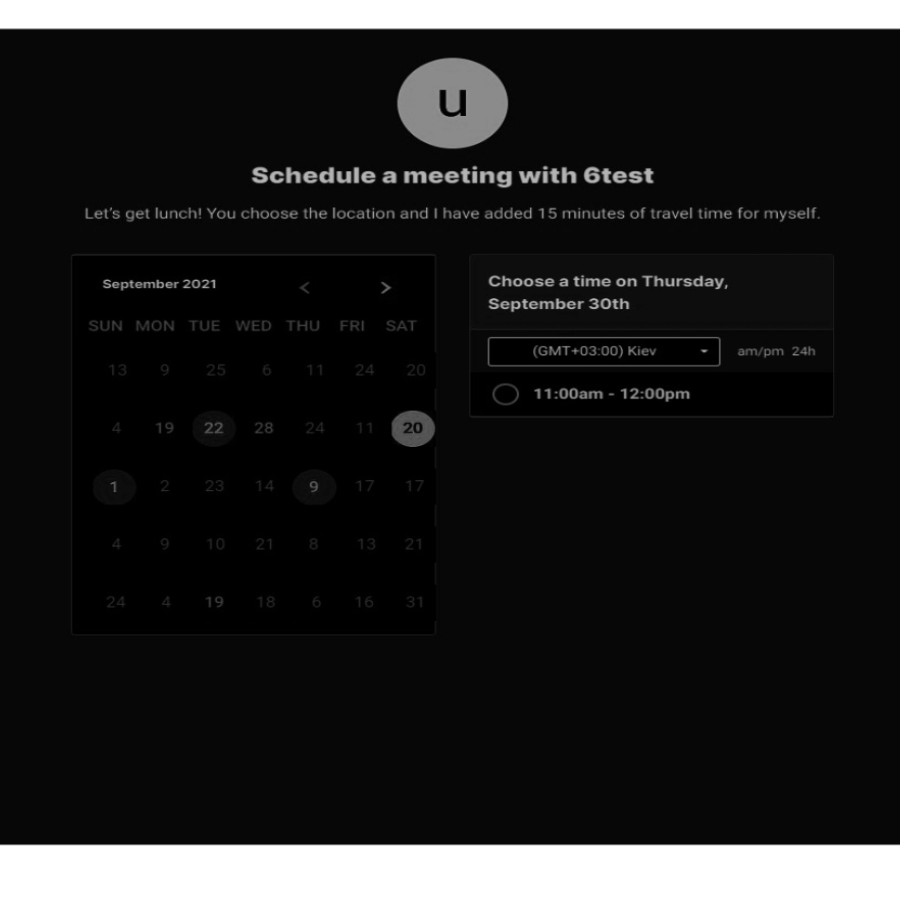 u
Schedule a meeting with 6test
Let's get lunch! You choose the location and I have added 15 minutes of travel time for myself.
September 2021 < >
SUN MON TUE WED THU FRI SAT
13 9 25 6 11 24 20
4 19 22 28 24 11 20
1 2 23 14 9 17 17
4 9 10 21 8 13 21
24 4 19 18 6 16 31
Choose a time on Thursday,
September 30th
(GMT+03:00) Kiev am/pm 24h
11:00am - 12:00pm